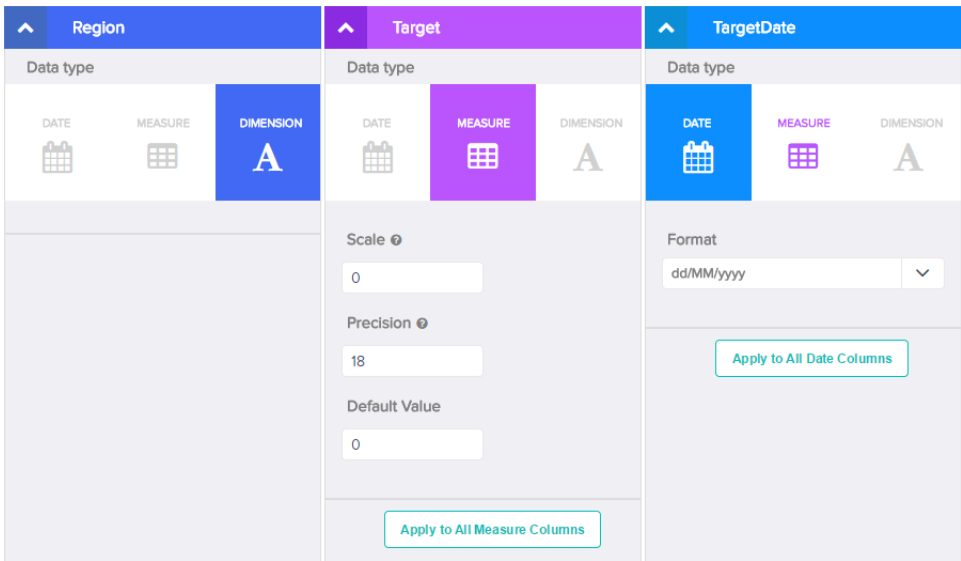 Region
Data type
DATE
MEASURE
DIMENSION
A
Target
Data type
DATE
MEASURE
DIMENSION
A
Scale ?
0
Precision ?
18
Default Value
0
Apply to All Measure Columns
TargetDate
Data type
DATE
MEASURE
DIMENSION
A
Format
dd/MM/yyyy
Apply to All Date Columns